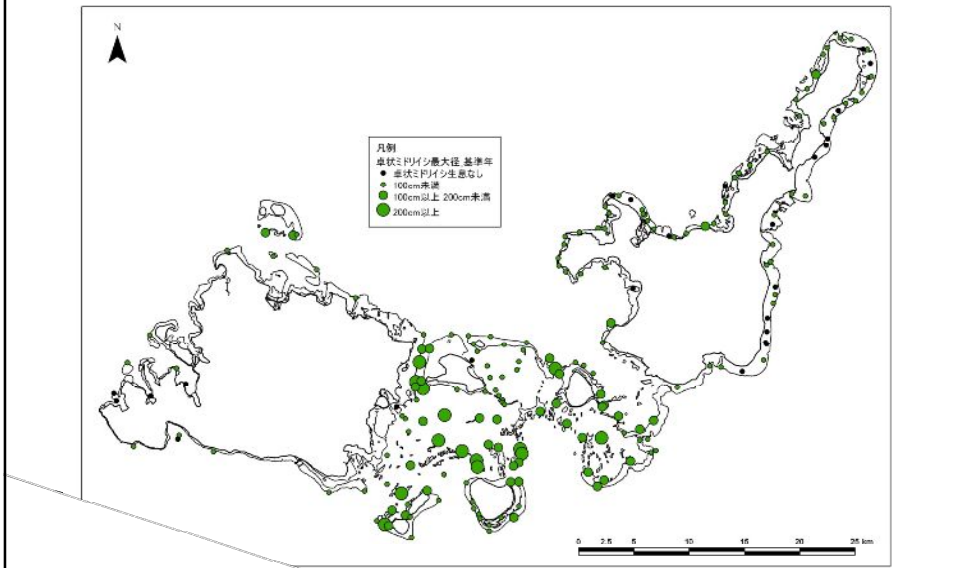 N
凡例
卓状ミドリイシ最大径_基準年
卓状ミドリイシ生息なし
100cm未満
100cm以上 200cm未満
200cm以上
0 2.5 5 10 15 20 25 km